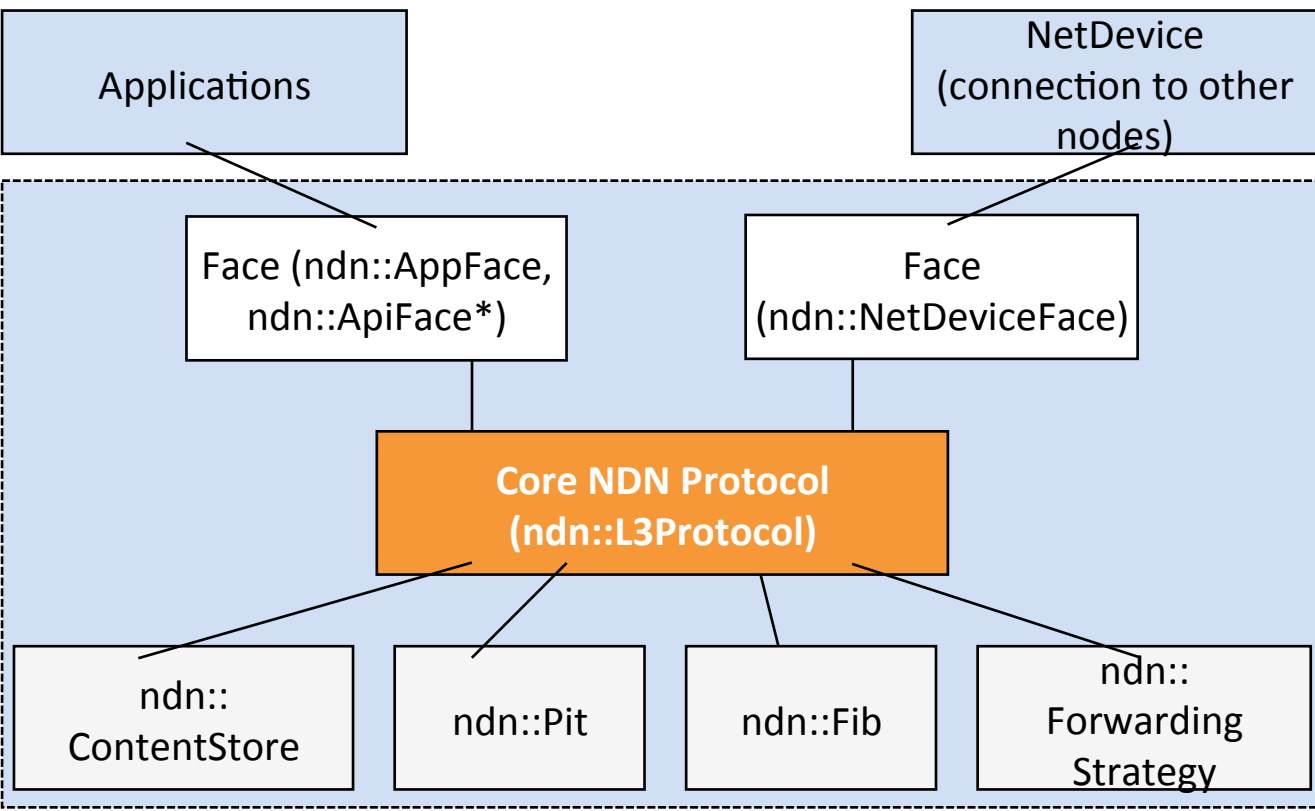 Applications
NetDevice
(connection to other
nodes)
Face (ndn::AppFace,
ndn::ApiFace*)
Face
(ndn::NetDeviceFace)
Core NDN Protocol
(ndn::L3Protocol)
ndn::
ContentStore
ndn::Pit
ndn::Fib
ndn::
Forwarding
Strategy